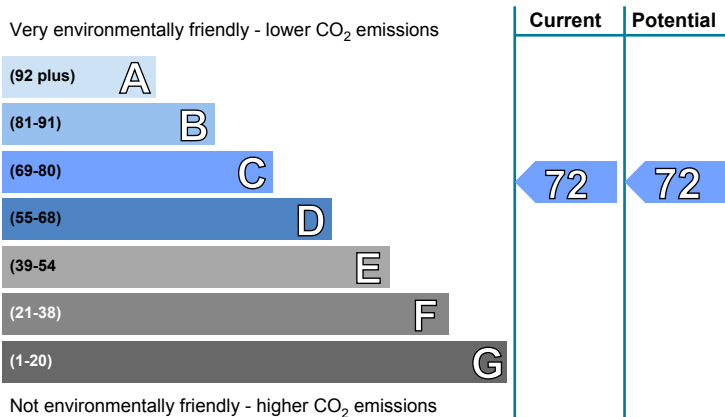 Very environmentally friendly - lower CO2 emissions
Current
Potential
(92 plus) A
(81-91) B
(69-80) C
72
72
(55-68) D
(39-54 E
(21-38) F
(1-20) G
Not environmentally friendly - higher CO2 emissions